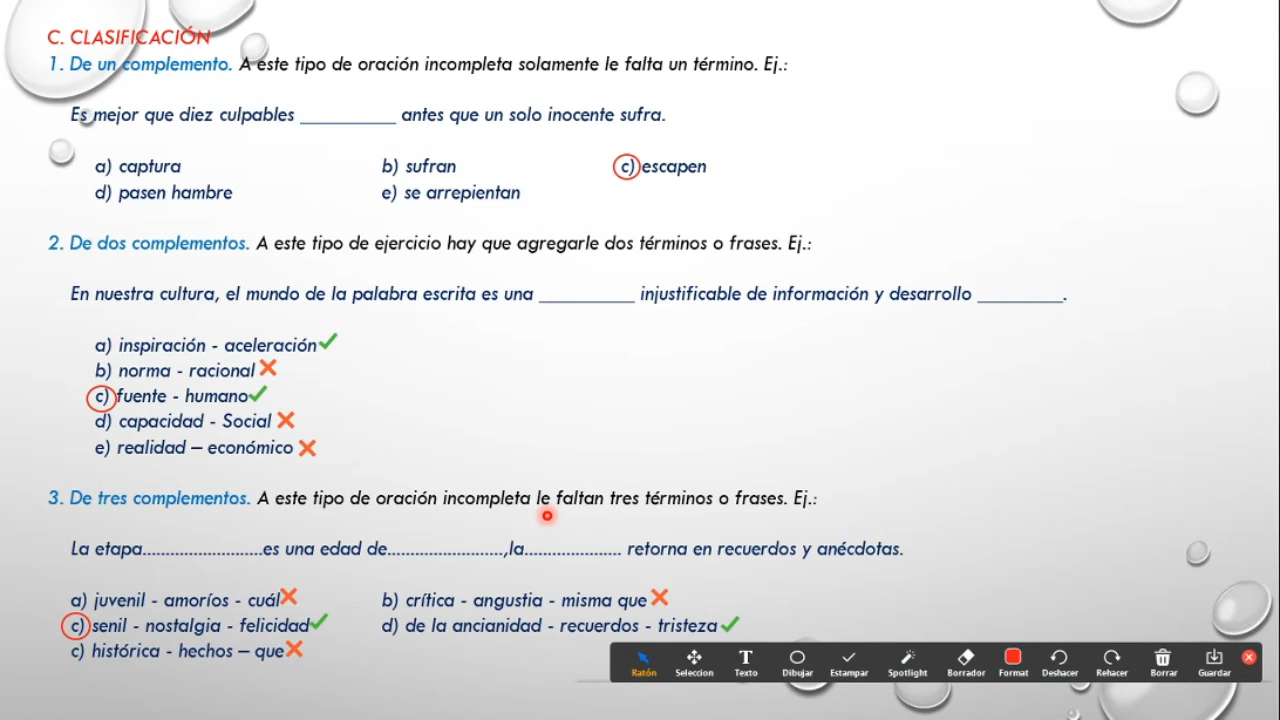 C. CLASIFICACIÓN
1. De un complemento. A este tipo de oración incompleta solamente le falta un término. Ej.:
Es mejor que diez culpables __________ antes que un solo inocente sufra.
a) captura b) sufran c) escapen
d) pasen hambre e) se arrepientan
2. De dos complementos. A este tipo de ejercicio hay que agregarle dos términos o frases. Ej.:
En nuestra cultura, el mundo de la palabra escrita es una __________ injustificable de información y desarrollo _________.
a) inspiración - aceleración
b) norma - racional
c) fuente - humano
d) capacidad - Social
e) realidad – económico
3. De tres complementos. A este tipo de oración incompleta le faltan tres términos o frases. Ej.:
La etapa..........................es una edad de.........................,la..................... retorna en recuerdos y anécdotas.
a) juvenil - amoríos - cuál b) crítica - angustia - misma que
c) senil - nostalgia - felicidad d) de la ancianidad - recuerdos - tristeza
c) histórica - hechos – que
Ratón Seleccion Texto Dibujar Estampar Spotlight Borrador Format Deshacer Rehacer Borrar Guardar